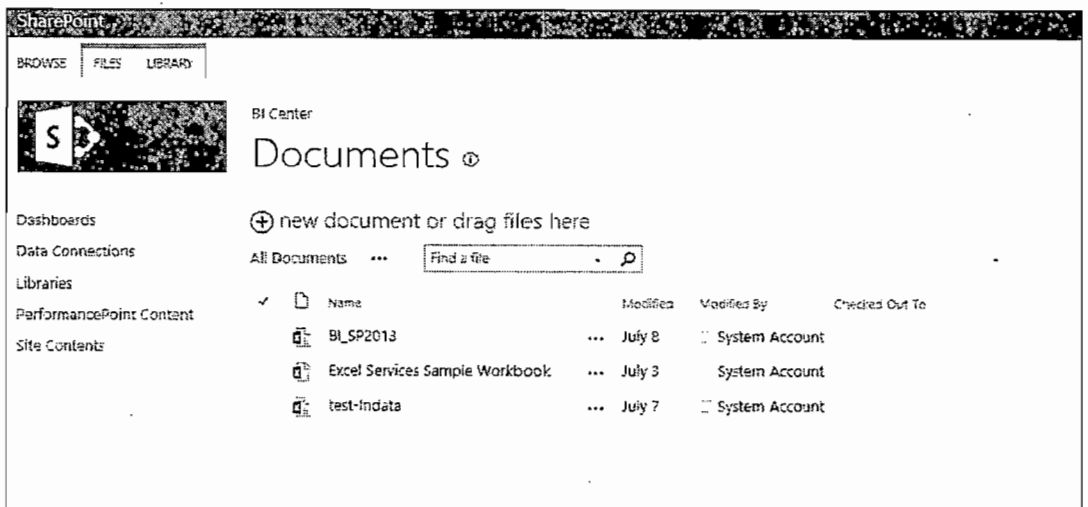 SharePoint
BROWSE FILES LIBRARY
S
BI Center
Documents
Dashboards
Data Connections
Libraries
PerformancePoint Content
Site Contents
new document or drag files here
All Documents ••• Find a file
Name Modified Modified By Checked Out To
BI_SP2013 ••• July 8 System Account
Excel Services Sample Workbook ••• July 3 System Account
test-Indata ••• July 7 System Account